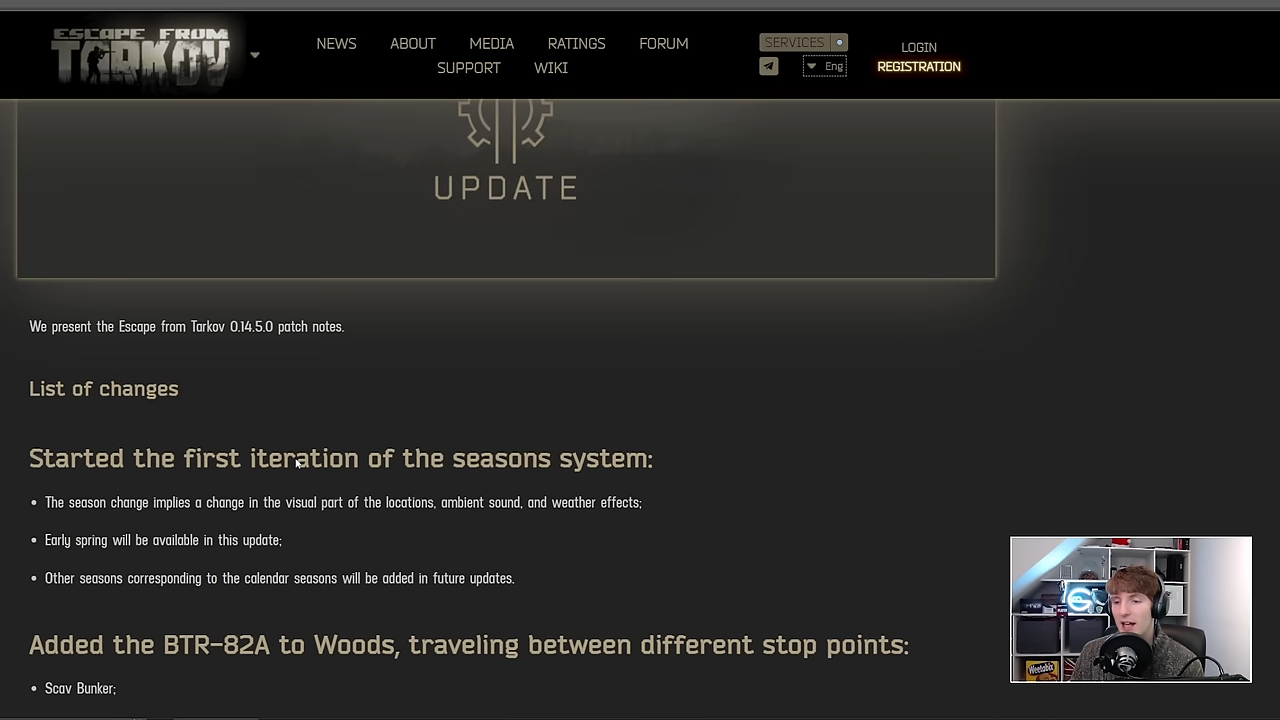 ESCAPE FROM
TARKOV
NEWS ABOUT MEDIA RATINGS FORUM
SUPPORT WIKI
SERVICES
Eng
LOGIN
REGISTRATION
UPDATE
We present the Escape from Tarkov 0.14.5.0 patch notes.
List of changes
Started the first iteration of the seasons system:
• The season change implies a change in the visual part of the locations, ambient sound, and weather effects;
• Early spring will be available in this update;
• Other seasons corresponding to the calendar seasons will be added in future updates.
Added the BTR-82A to Woods, traveling between different stop points:
• Scav Bunker;
Weetabix